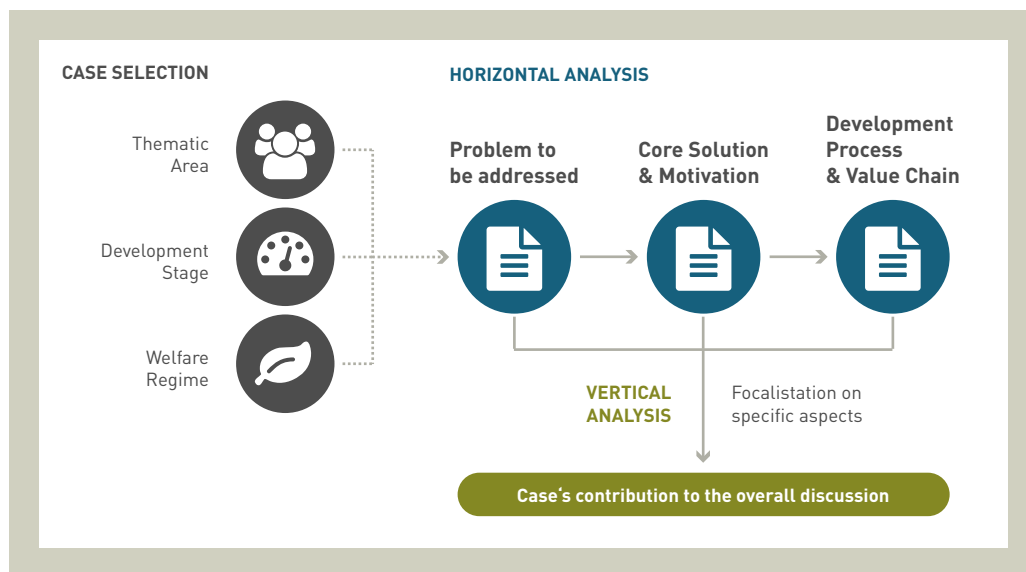 CASE SELECTION
Thematic
Area
Development
Stage
Welfare
Regime
HORIZONTAL ANALYSIS
Problem to
be addressed
Core Solution
& Motivation
Development
Process
& Value Chain
VERTICAL
ANALYSIS
Focalistation on
specific aspects
Case‘s contribution to the overall discussion